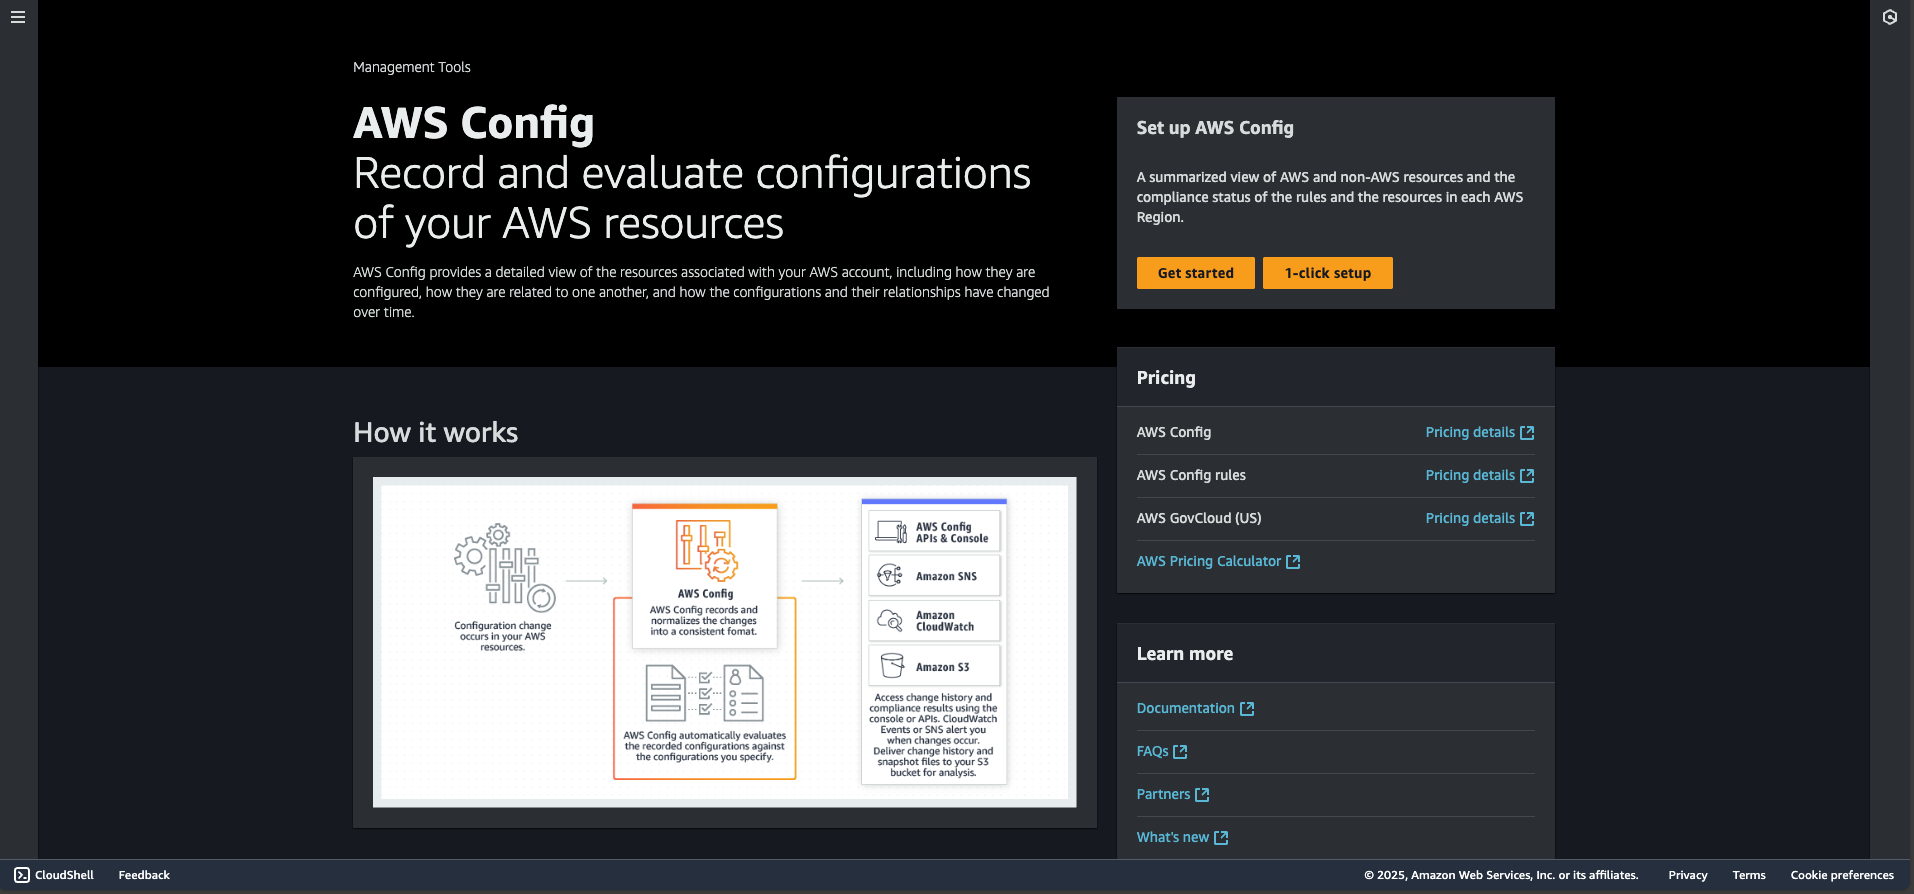 Management Tools
AWS Config
Record and evaluate configurations
of your AWS resources
AWS Config provides a detailed view of the resources associated with your AWS account, including how they are
configured, how they are related to one another, and how the configurations and their relationships have changed
over time.
Set up AWS Config
A summarized view of AWS and non-AWS resources and the
compliance status of the rules and the resources in each AWS
Region.
Get started
1-click setup
Pricing
AWS Config Pricing details
AWS Config rules Pricing details
AWS GovCloud (US) Pricing details
AWS Pricing Calculator
How it works
Configuration change
occurs in your AWS
resources.
AWS Config
AWS Config records and
normalizes the changes
into a consistent fomat.
AWS Config automatically evaluates
the recorded configurations against
the configurations you specify.
AWS Config
APIs & Console
Amazon SNS
Amazon
CloudWatch
Amazon S3
Access change history and
compliance results using the
console or APIs. CloudWatch
Events or SNS alert you
when changes occur.
Deliver change history and
snapshot files to your S3
bucket for analysis.
Learn more
Documentation
FAQs
Partners
What's new
CloudShell Feedback © 2025, Amazon Web Services, Inc. or its affiliates. Privacy Terms Cookie preferences